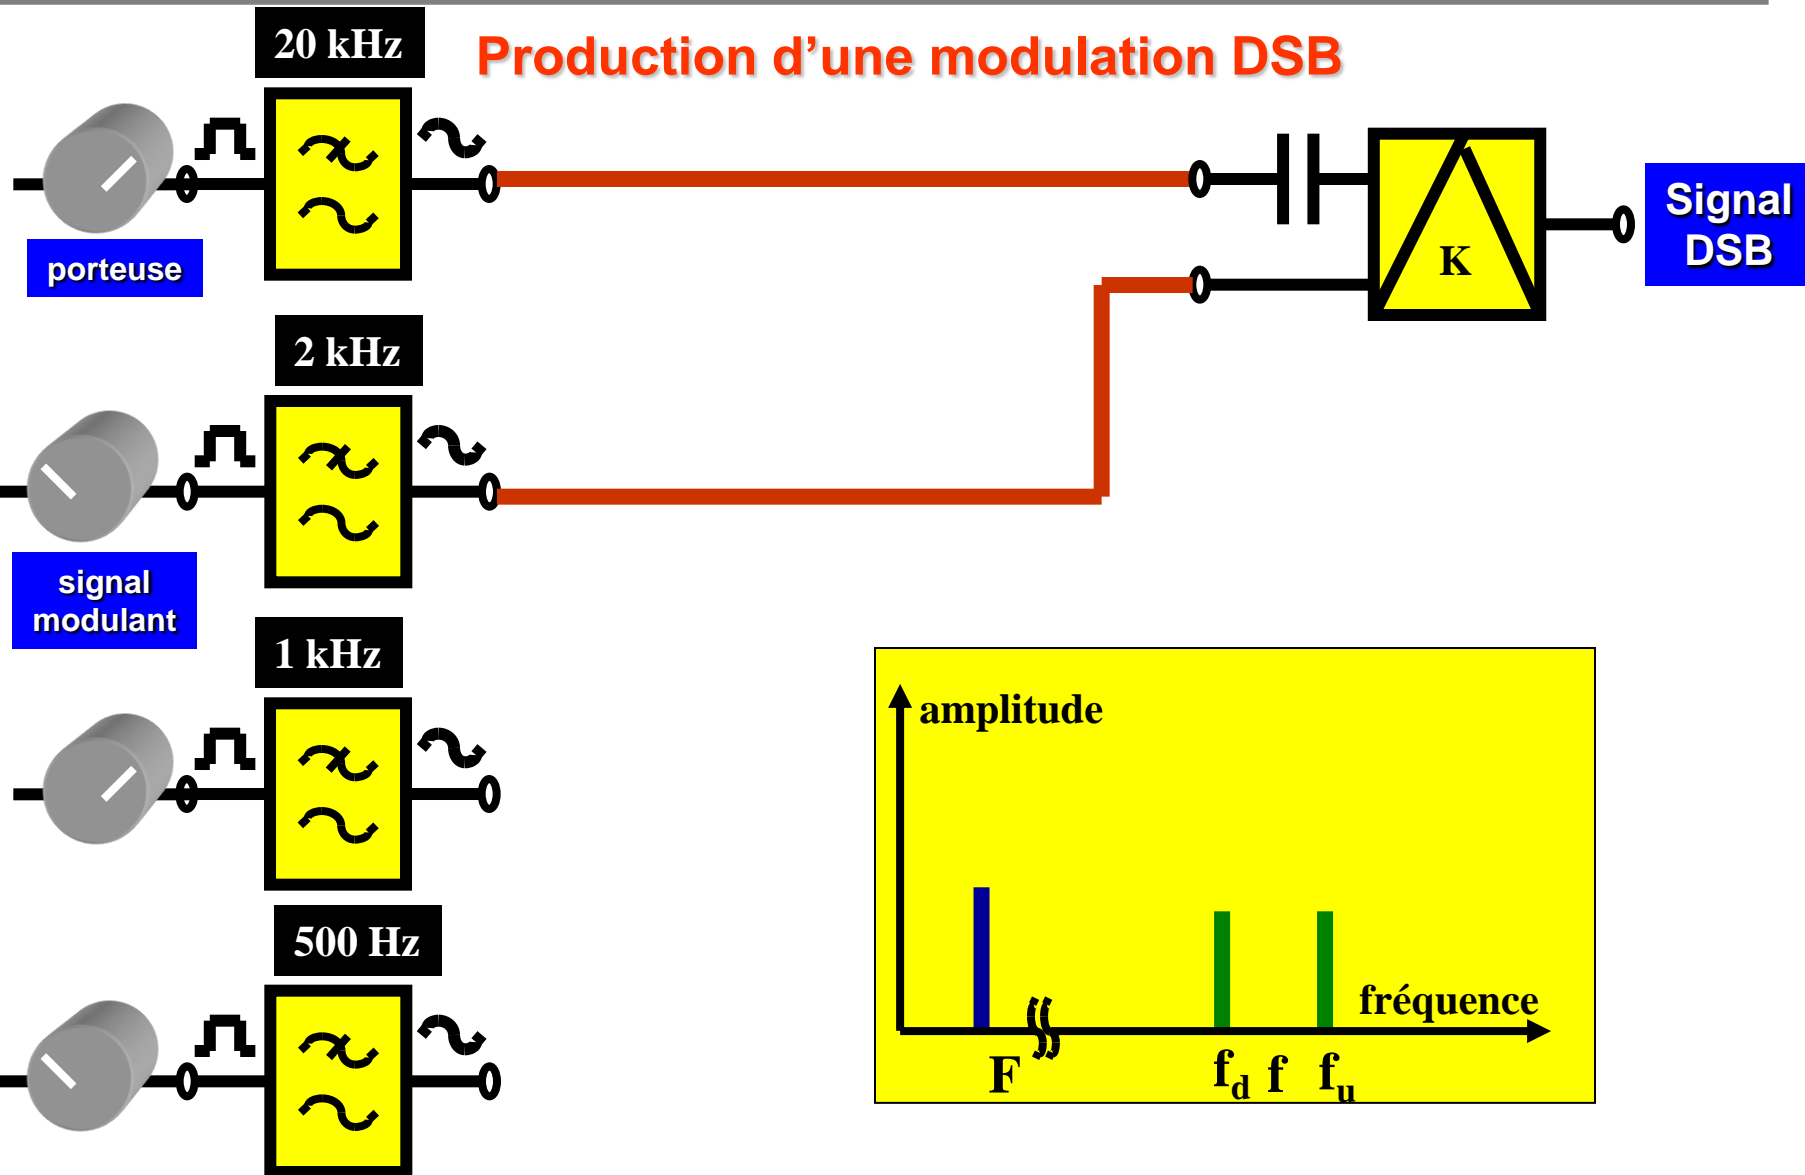 20 kHz
Production d’une modulation DSB
porteuse
K
Signal
DSB
2 kHz
signal
modulant
1 kHz
amplitude
500 Hz
fréquence
F
fd f fu